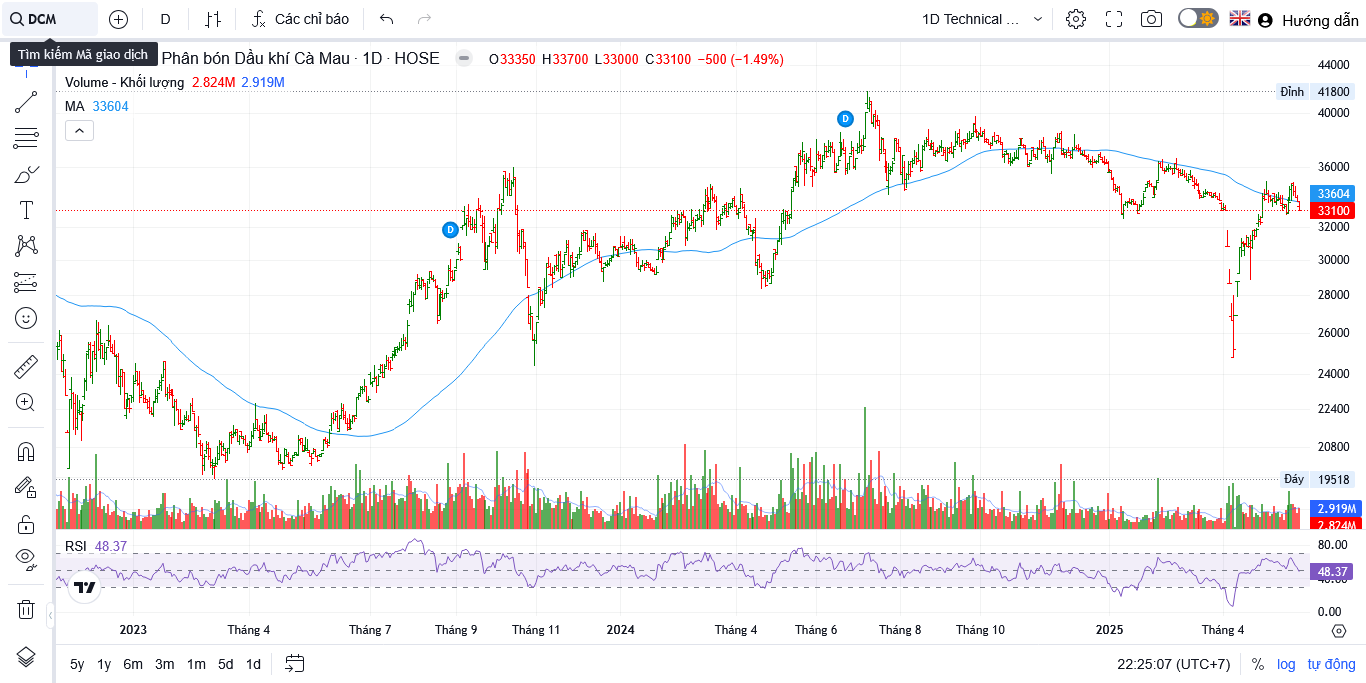 DCM
D
Các chỉ báo
1D Technical ...
Hướng dẫn
Tìm kiếm Mã giao dịch
Phân bón Dầu khí Cà Mau · 1D · HOSE
O33350 H33700 L33000 C33100 −500 (−1.49%)
Volume - Khối lượng 2.824M 2.919M
MA 33604
44000
Đỉnh 41800
40000
D
36000
33604
33100
D
32000
30000
28000
26000
24000
22400
20800
Đáy 19518
2.919M
2.824M
RSI 48.37
80.00
48.37
40.00
0.00
2023 Tháng 4 Tháng 7 Tháng 9 Tháng 11 2024 Tháng 4 Tháng 6 Tháng 8 Tháng 10 2025 Tháng 4
5y 1y 6m 3m 1m 5d 1d
22:25:07 (UTC+7) % log tự động